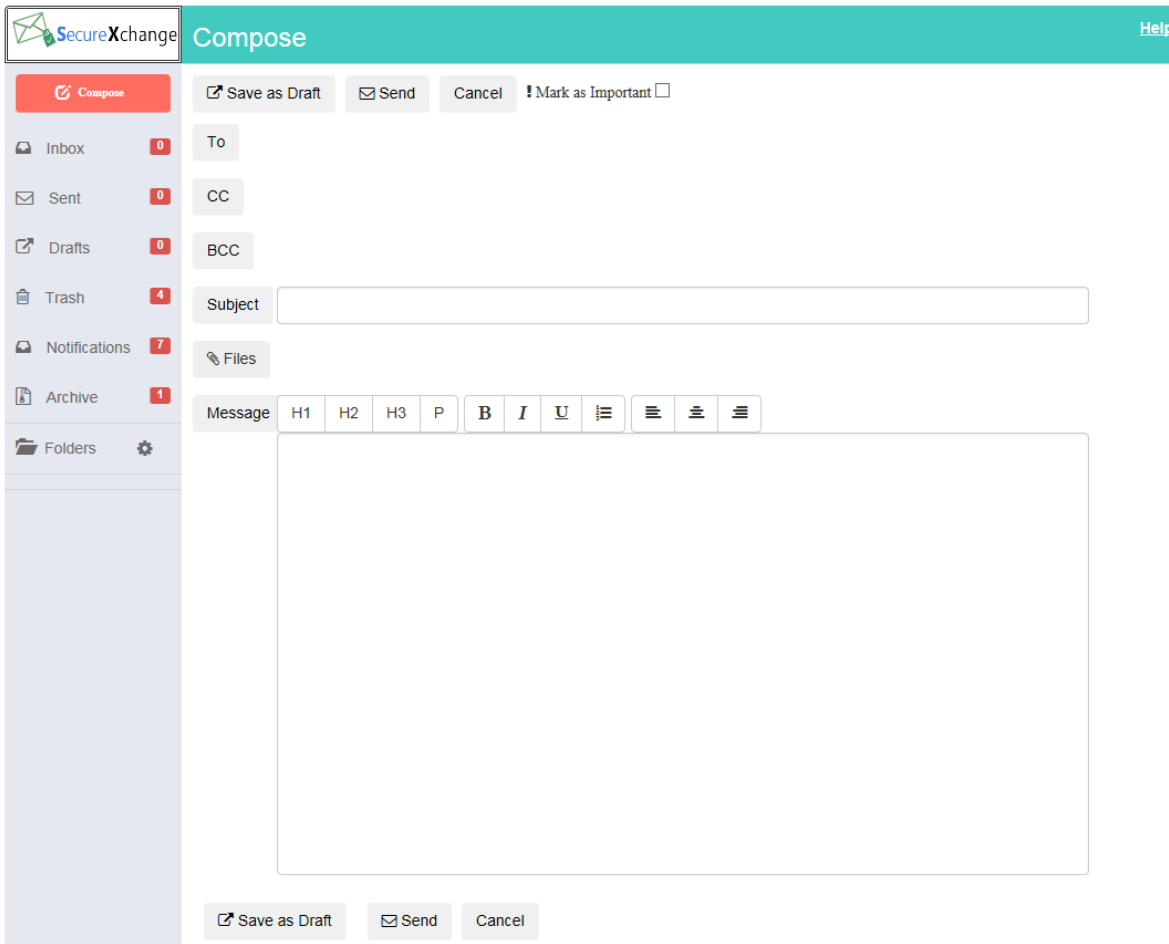 SecureXchange
Compose
Help
Compose
Inbox 0
Sent 0
Drafts 0
Trash 4
Notifications 7
Archive 1
Folders
Save as Draft Send Cancel ! Mark as Important
To
CC
BCC
Subject
Files
Message H1 H2 H3 P B I U
Save as Draft Send Cancel